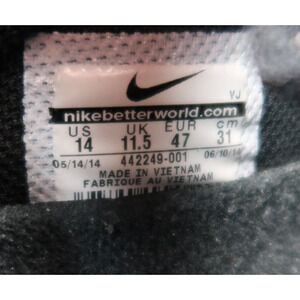 VJ
nikebetterworld.com
US UK EUR cm
14 11.5 47 31
05/14/14 442249-001 06/10/14
MADE IN VIETNAM
FABRIQUE AU VIETNAM